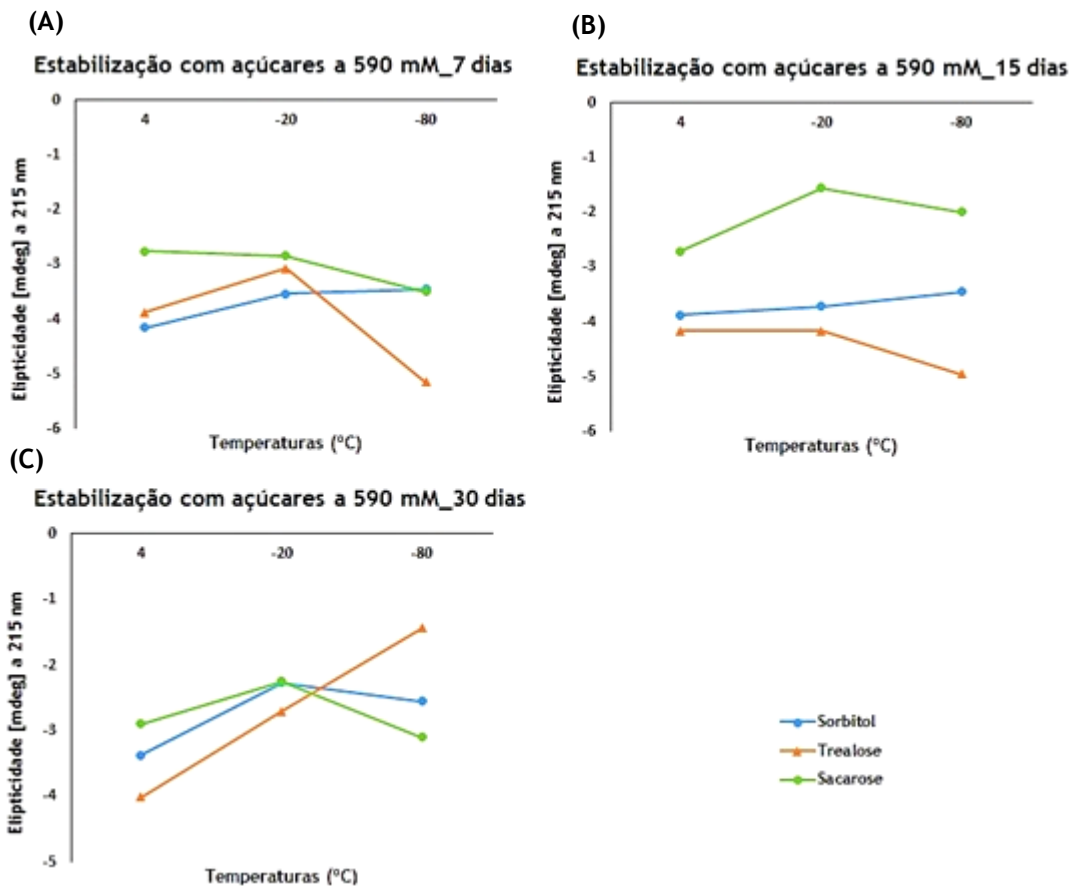 (A)
Estabilização com açúcares a 590 mM_7 dias
Elipticidade [mdeg] a 215 nm
0
-1
-2
-3
-4
-5
-6
4
-20
-80
Temperaturas (ºC)
(B)
Estabilização com açúcares a 590 mM_15 dias
Elipticidade [mdeg] a 215 nm
0
-1
-2
-3
-4
-5
-6
4
-20
-80
Temperaturas (ºC)
(C)
Estabilização com açúcares a 590 mM_30 dias
Elipticidade [mdeg] a 215 nm
0
-1
-2
-3
-4
-5
4
-20
-80
Temperaturas (ºC)
Sorbitol
Trealose
Sacarose